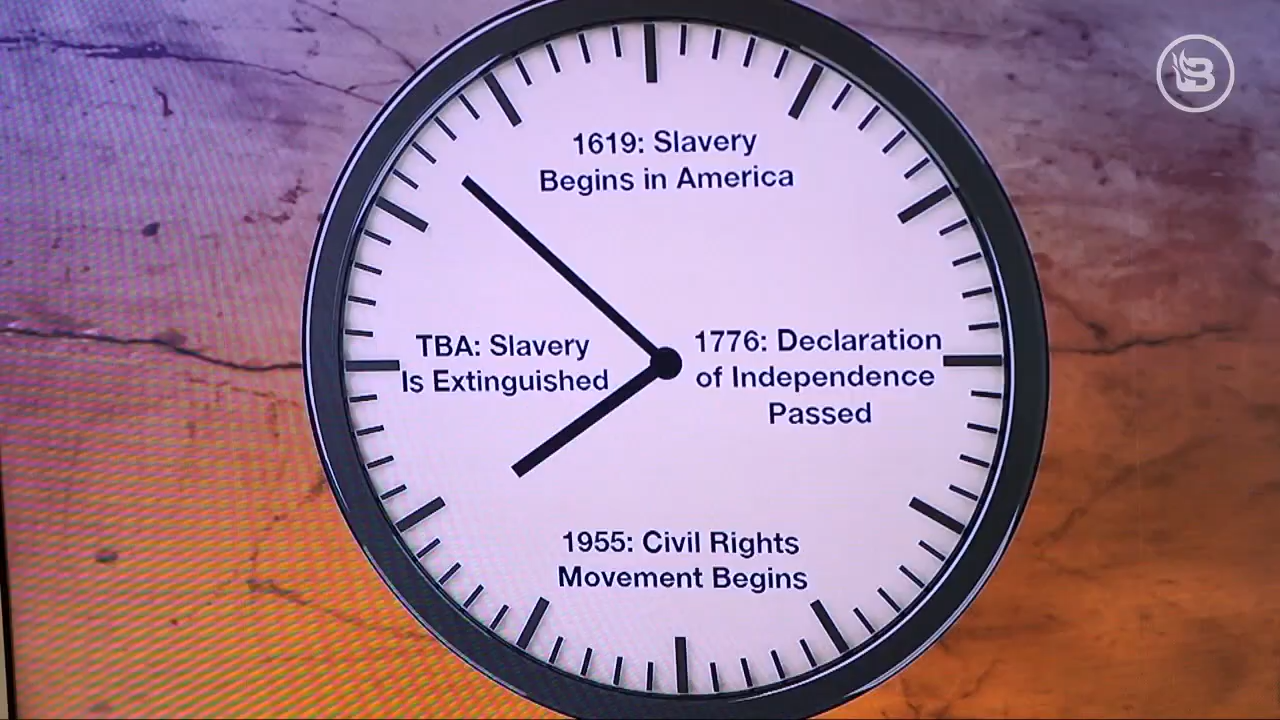 B
1619: Slavery
Begins in America
TBA: Slavery
Is Extinguished
1776: Declaration
of Independence
Passed
1955: Civil Rights
Movement Begins